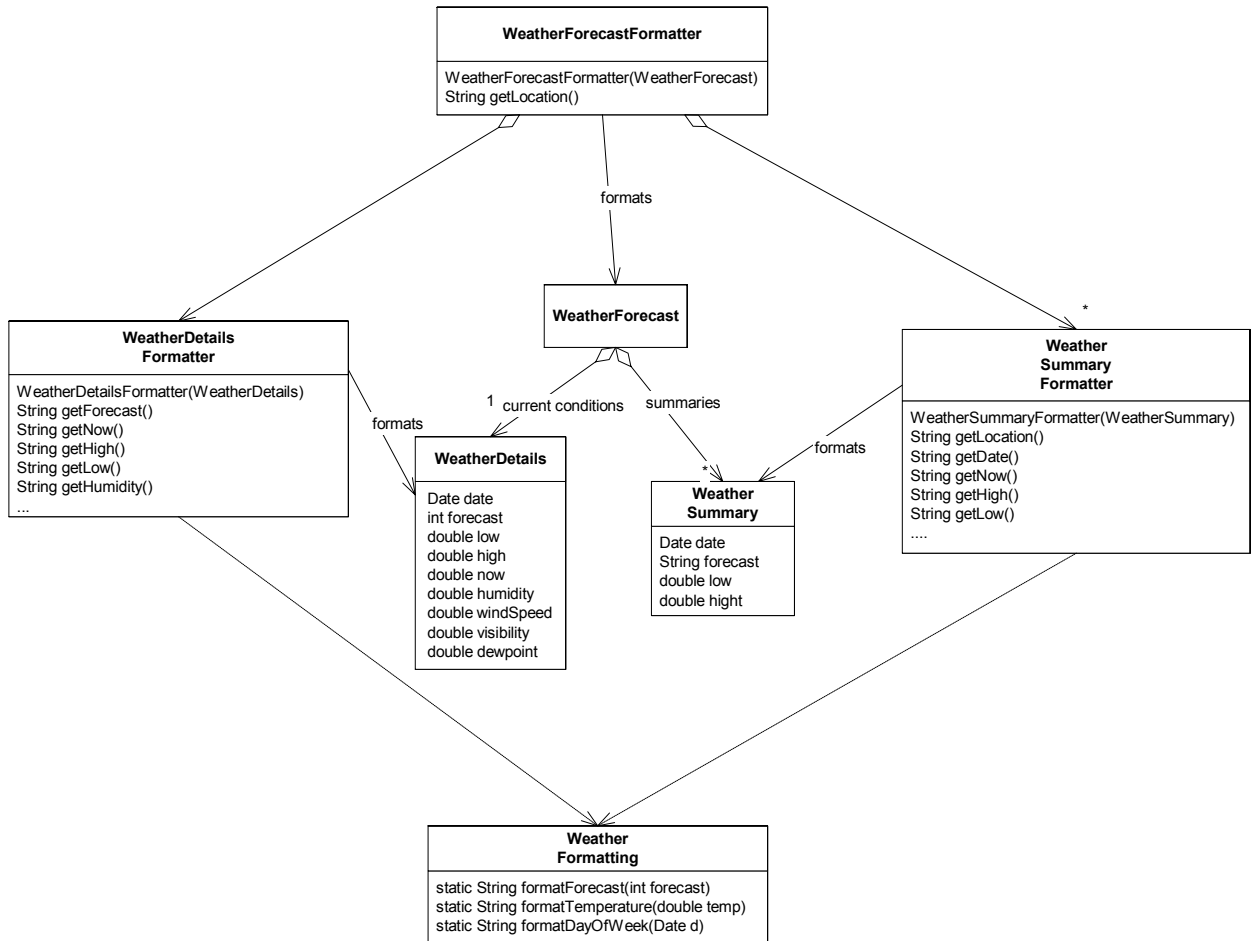 WeatherForecastFormatter
WeatherForecastFormatter(WeatherForecast)
String getLocation()
formats
WeatherForecast
*
WeatherDetails
Formatter
WeatherDetailsFormatter(WeatherDetails)
String getForecast()
String getNow()
String getHigh()
String getLow()
String getHumidity()
...
formats
1
current conditions
summaries
WeatherDetails
Date date
int forecast
double low
double high
double now
double humidity
double windSpeed
double visibility
double dewpoint
*
Weather
Summary
Date date
String forecast
double low
double hight
formats
Weather
Summary
Formatter
WeatherSummaryFormatter(WeatherSummary)
String getLocation()
String getDate()
String getNow()
String getHigh()
String getLow()
....
Weather
Formatting
static String formatForecast(int forecast)
static String formatTemperature(double temp)
static String formatDayOfWeek(Date d)